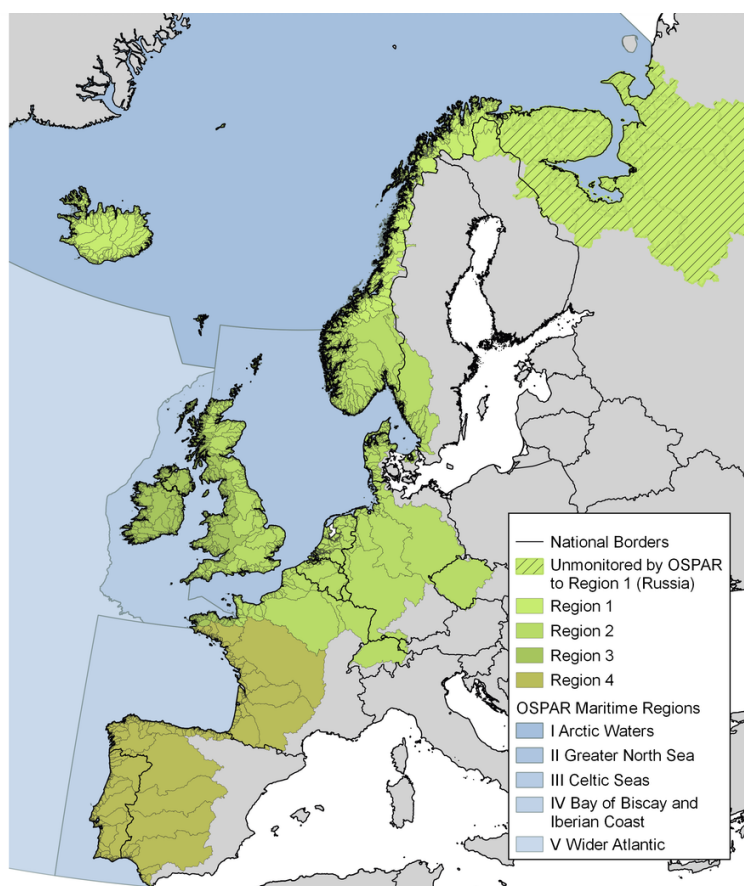 National Borders
Unmonitored by OSPAR
to Region 1 (Russia)
Region 1
Region 2
Region 3
Region 4
OSPAR Maritime Regions
I Arctic Waters
II Greater North Sea
III Celtic Seas
IV Bay of Biscay and
Iberian Coast
V Wider Atlantic